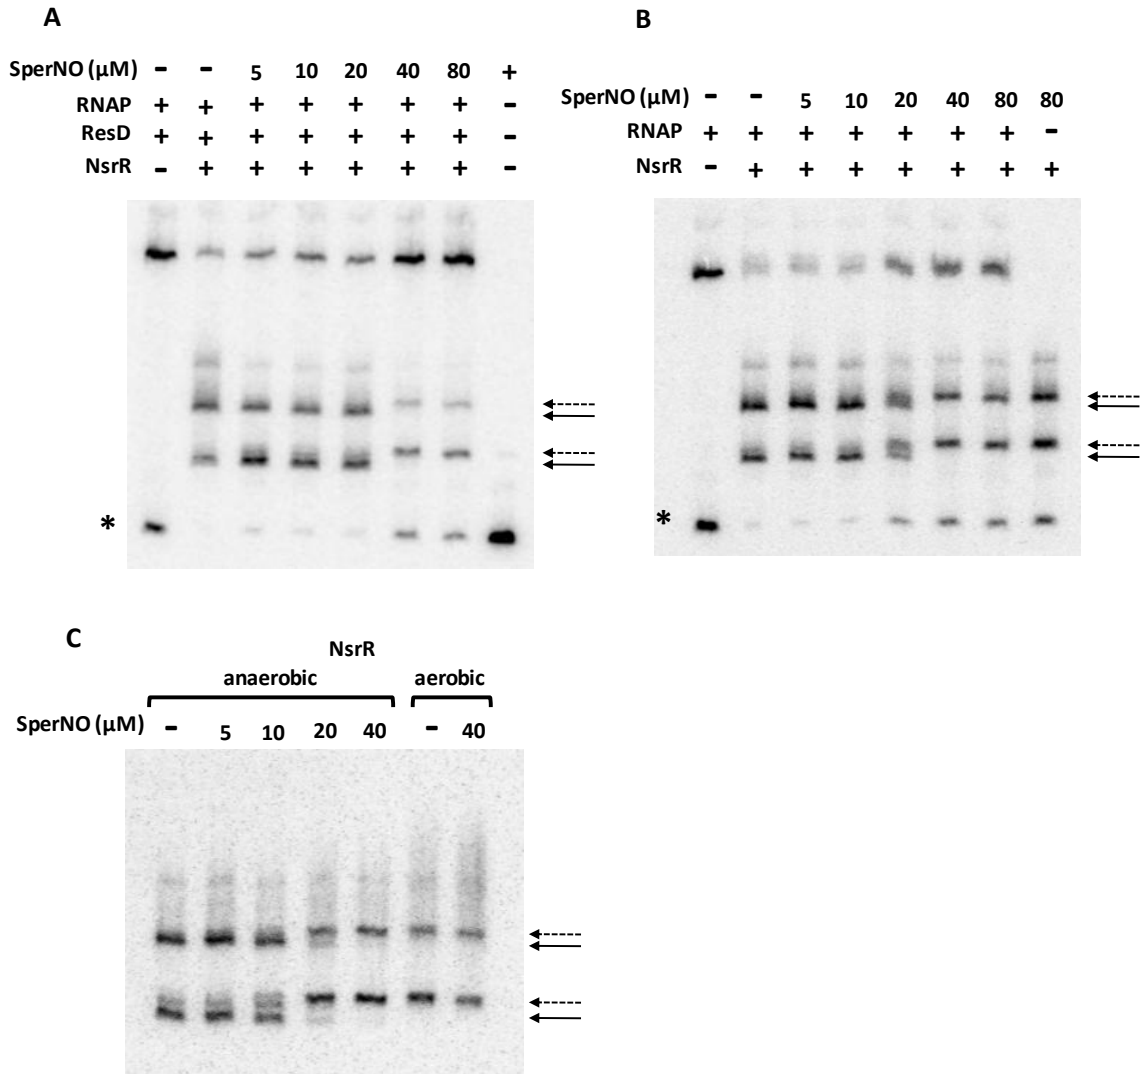 A
SperNO (µM) - - 5 10 20 40 80 +
RNAP + + + + + + + -
ResD + + + + + + + -
NsrR - + + + + + + -
*
B
SperNO (µM) - - 5 10 20 40 80 80
RNAP + + + + + + + -
NsrR - + + + + + + +
*
C
NsrR
anaerobic aerobic
SperNO (µM) - 5 10 20 40 - 40